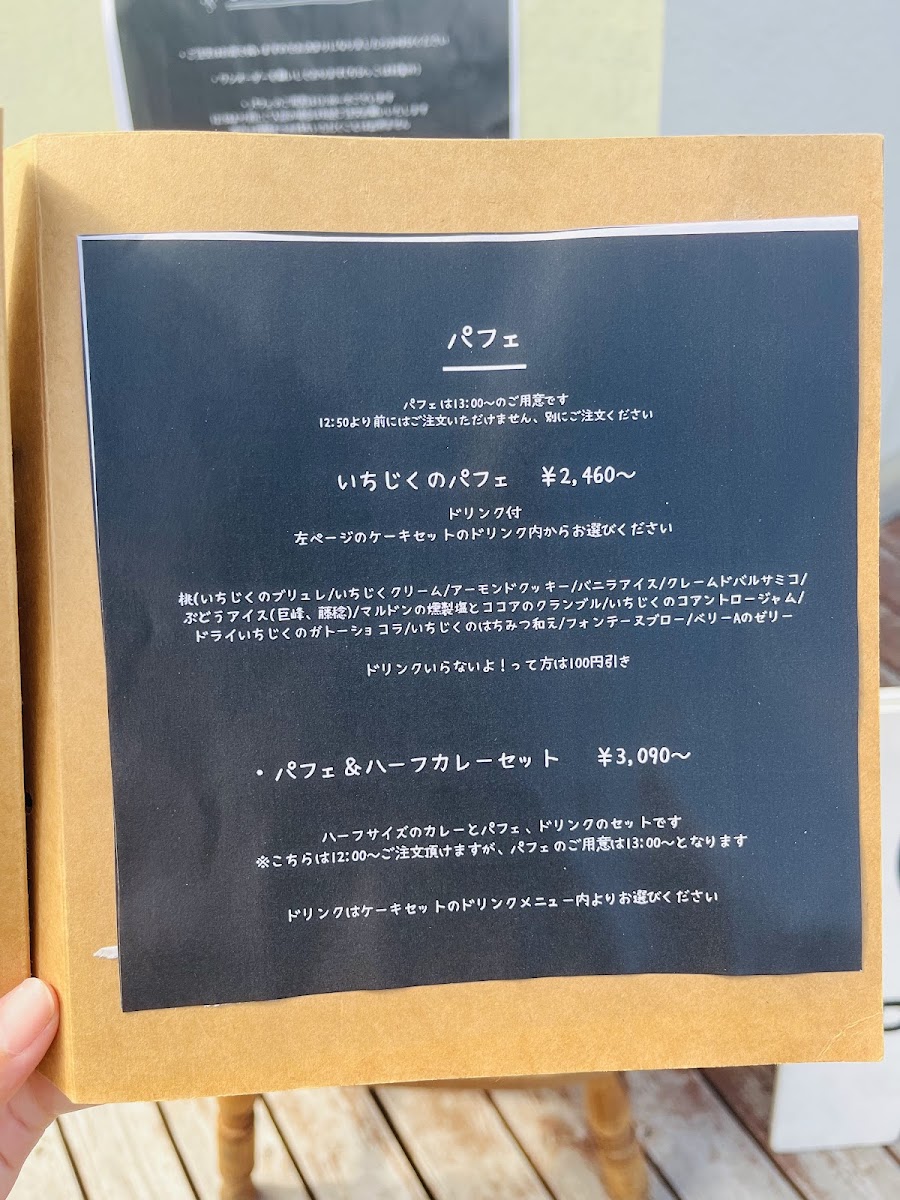 パフェ
パフェは13:00〜のご用意です
12:50より前にはご注文いただけません、別にご注文ください
いちじくのパフェ ¥2,460〜
ドリンク付
左ページのケーキセットのドリンク内からお選びください
桃(いちじくのブリュレ/いちじくクリーム/アーモンドクッキー/バニラアイス/クレームドバルサミコ/
ぶどうアイス(巨峰、藤稔)/マルドンの燻製塩とココアのクランブル/いちじくのコアントロージャム/
ドライいちじくのガトーショコラ/いちじくのはちみつ和え/フォンテーヌブロー/ベリーAのゼリー
ドリンクいらないよ！って方は100円引き
・パフェ＆ハーフカレーセット ¥3,090〜
ハーフサイズのカレーとパフェ、ドリンクのセットです
※こちらは12:00〜ご注文頂けますが、パフェのご用意は13:00〜となります
ドリンクはケーキセットのドリンクメニュー内よりお選びください